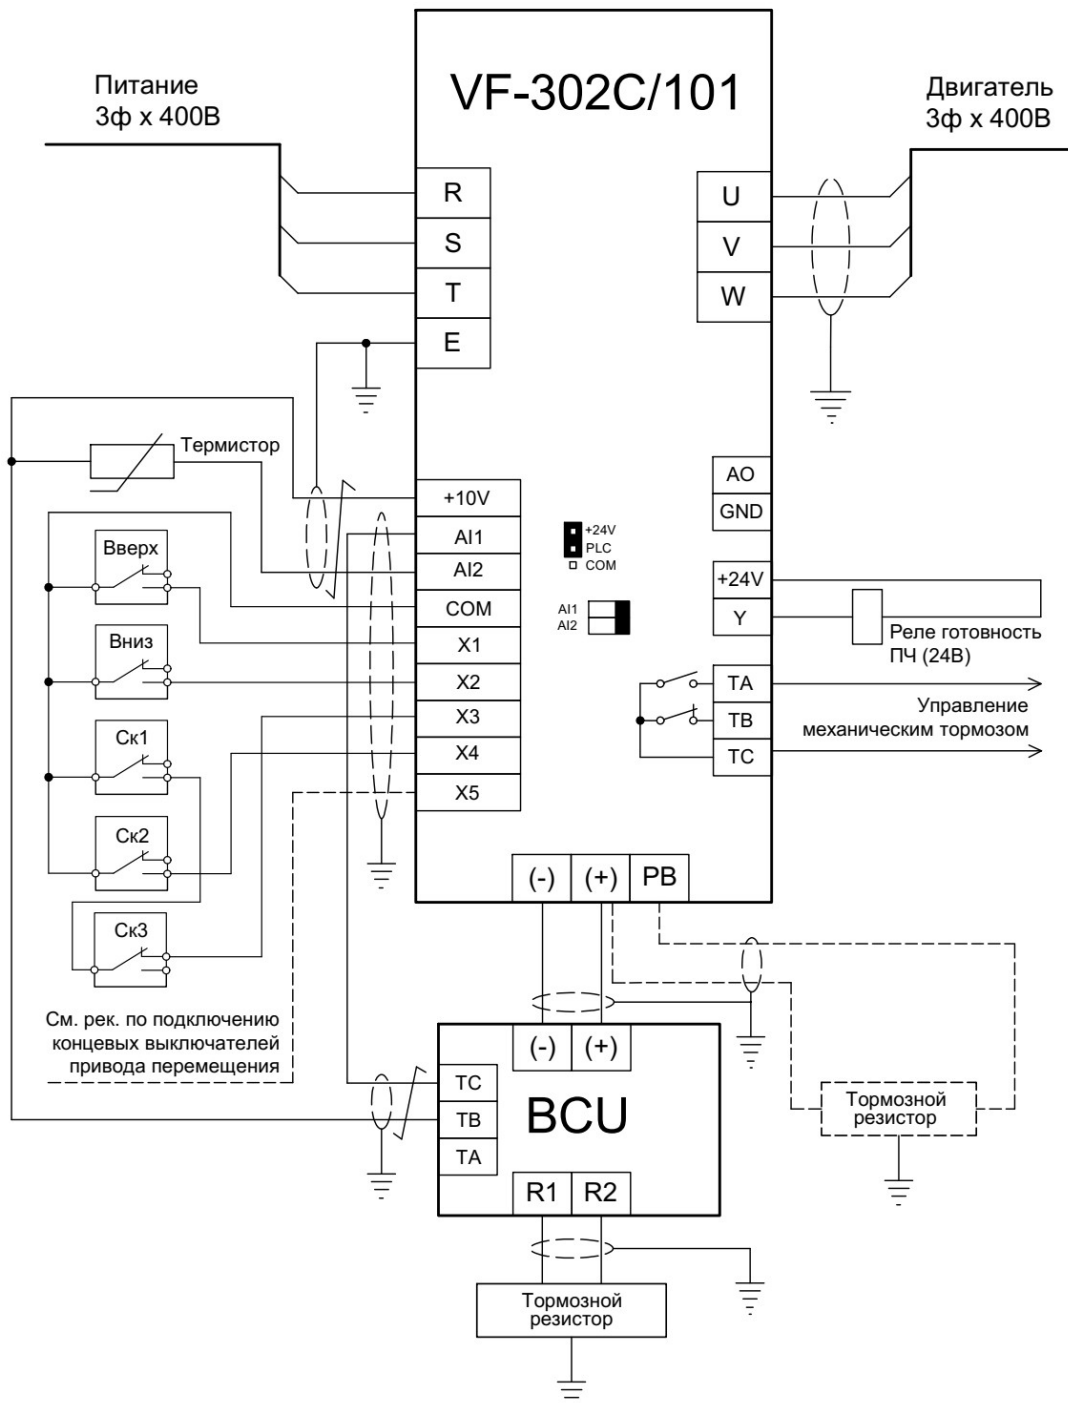 VF-302C/101
Питание
3ф x 400В
Двигатель
3ф x 400В
R
S
T
E
U
V
W
Термистор
+10V
AI1
AI2
COM
X1
X2
X3
X4
X5
Вверх
Вниз
Ск1
Ск2
Ск3
+24V
PLC
COM
AI1
AI2
AO
GND
+24V
Y
TA
TB
TC
Реле готовность
ПЧ (24В)
Управление
механическим тормозом
(-)
(+)
PB
См. рек. по подключению
концевых выключателей
привода перемещения
(-)
(+)
TC
TB
TA
BCU
R1
R2
Тормозной
резистор
Тормозной
резистор